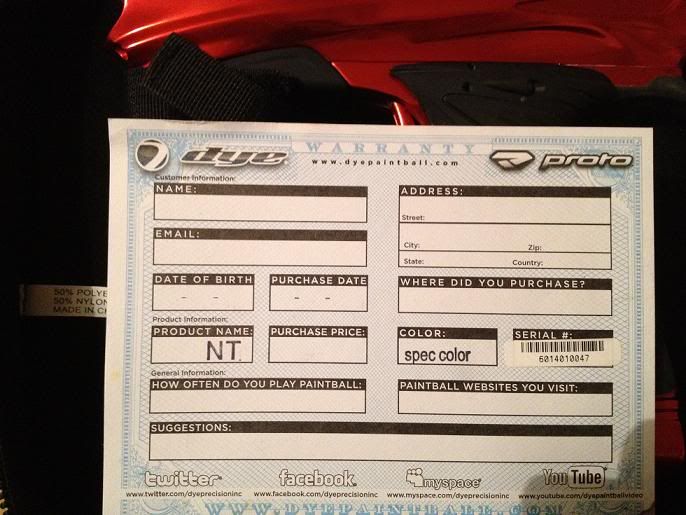 dye WARRANTY proto
www.dyepaintball.com
Customer Information:
NAME: ADDRESS:
Street:
EMAIL:
City: Zip:
State: Country:
DATE OF BIRTH PURCHASE DATE WHERE DID YOU PURCHASE?
- - - -
50% POLYE
50% NYLON
MADE IN CH
Product Information:
PRODUCT NAME: PURCHASE PRICE: COLOR: SERIAL #:
NT. spec color 6014010047
General Information:
HOW OFTEN DO YOU PLAY PAINTBALL: PAINTBALL WEBSITES YOU VISIT:
SUGGESTIONS:
twitter facebook myspace YouTube
www.twitter.com/dyeprecisioninc www.facebook.com/dyeprecisioninc www.myspace.com/dyeprecisioninc www.youtube.com/dyepaintballvideo
WWW.DYEPAINTBALL.COM